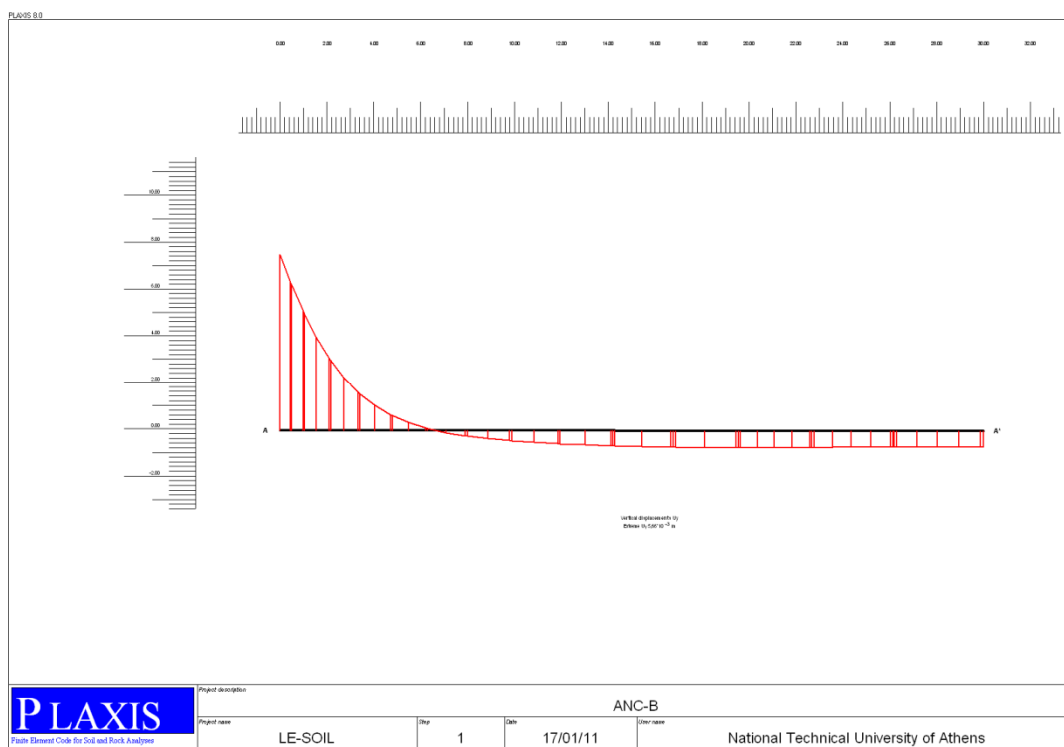 PLAXIS 8.0
0.00 2.00 4.00 6.00 8.00 10.00 12.00 14.00 16.00 18.00 20.00 22.00 24.00 26.00 28.00 30.00 32.00
10.00
8.00
6.00
4.00
2.00
0.00
-2.00
A A'
Vertical displacements Uy
Extreme Uy
m
Project description
ANC-B
PLAXIS
Finite Element Code for Soil and Rock Analyses
Project name
LE-SOIL
Step
1
Date
17/01/11
User name
National Technical University of Athens